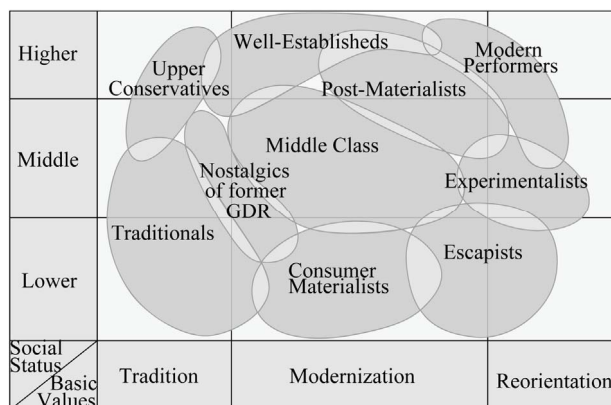 Higher
Well-Establisheds
Modern
Performers
Upper
Conservatives
Post-Materialists
Middle
Middle Class
Nostalgics
of former
GDR
Experimentalists
Traditionals
Escapists
Lower
Consumer
Materialists
Social
Status
Basic
Values
Tradition
Modernization
Reorientation